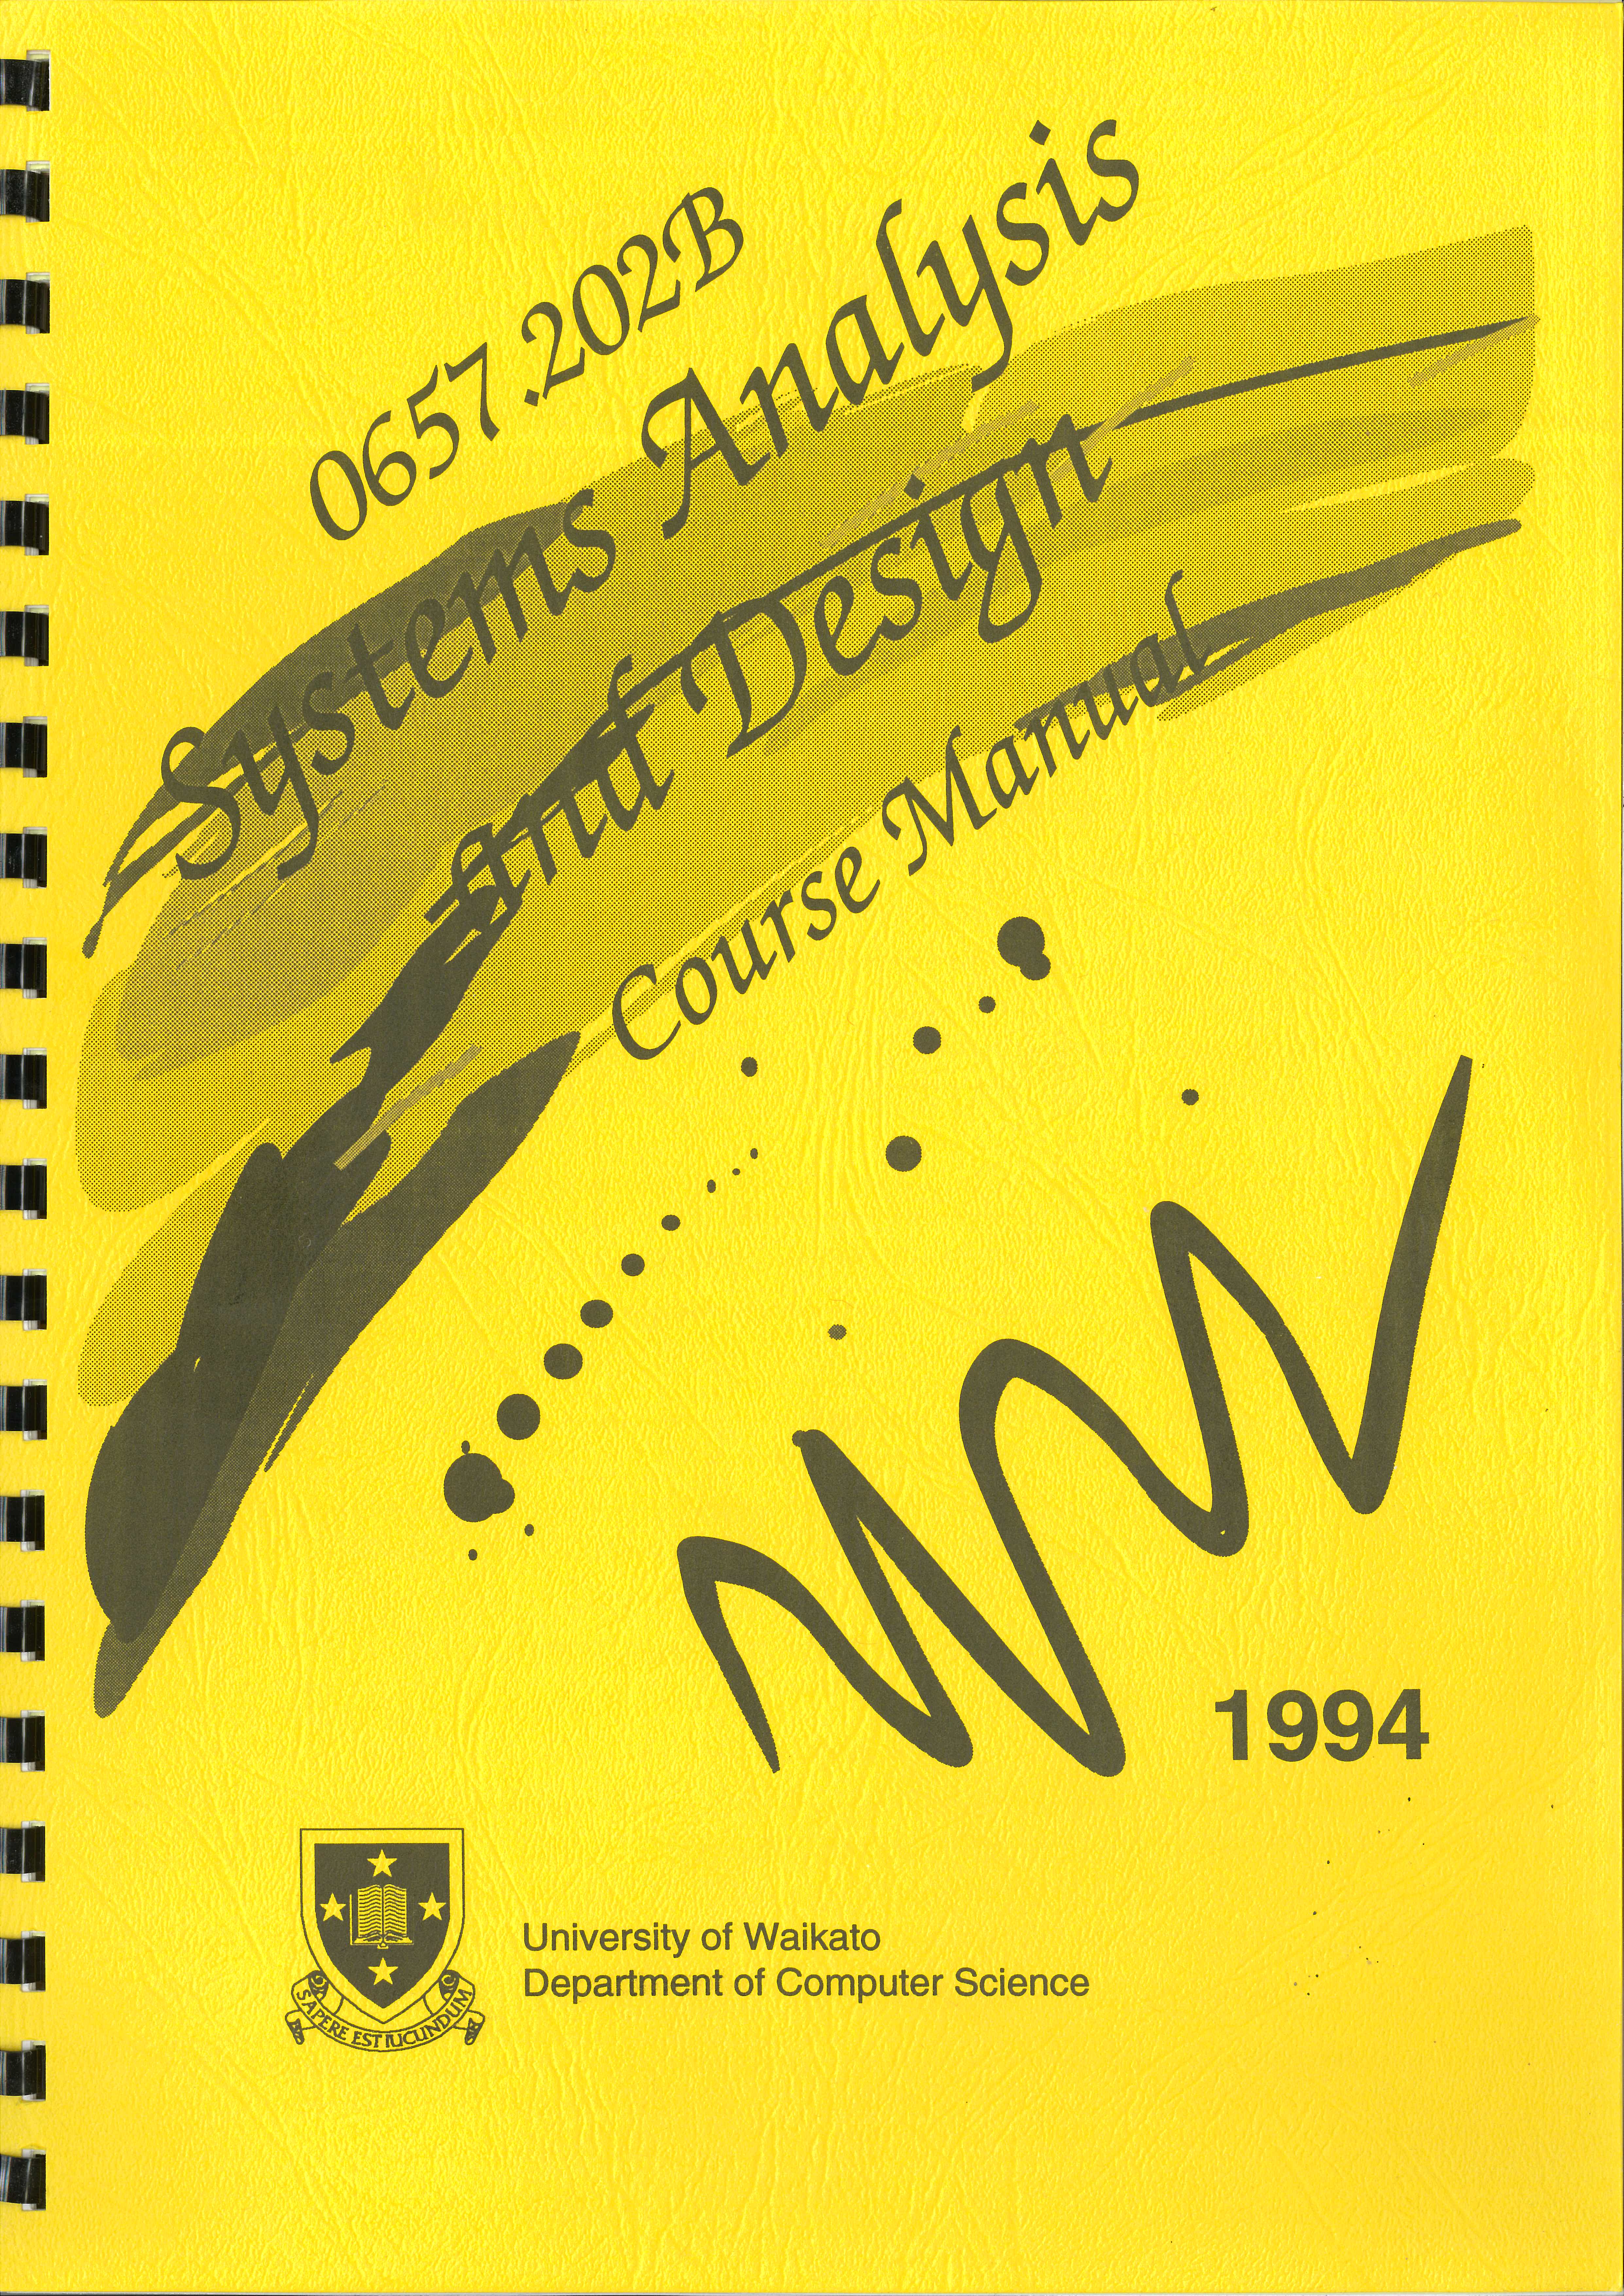 0657.202B
Systems Analysis
and Design
Course Manual
1994
University of Waikato
Department of Computer Science
SAPERE EST IUCUNDUM